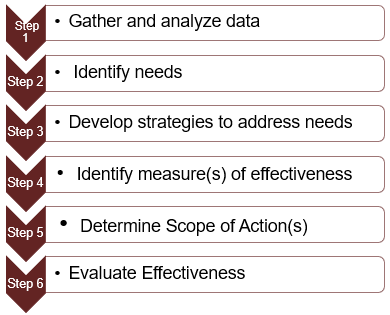 Step
1
• Gather and analyze data
Step 2
• Identify needs
Step 3
• Develop strategies to address needs
Step 4
• Identify measure(s) of effectiveness
Step 5
• Determine Scope of Action(s)
Step 6
• Evaluate Effectiveness